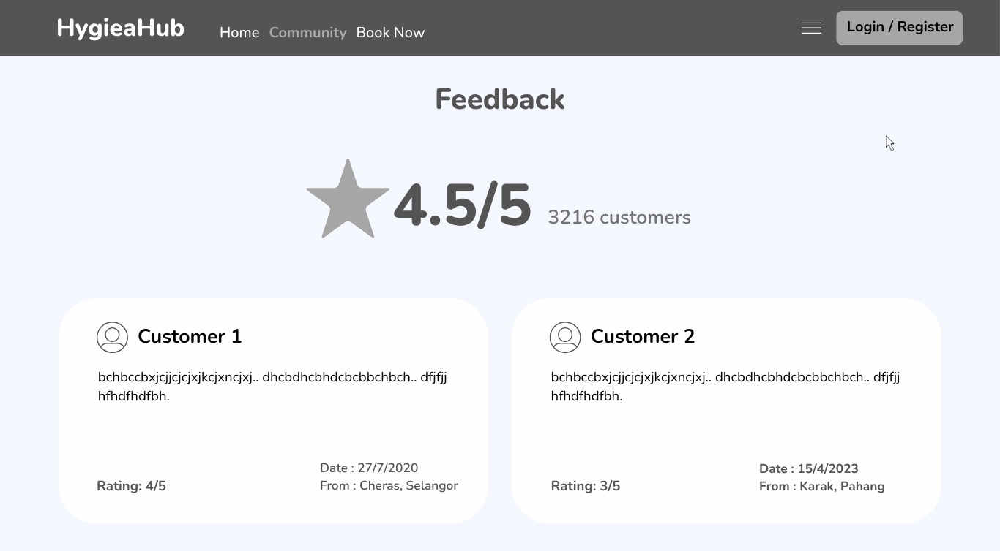 HygieaHub
Home Community Book Now
Login / Register
Feedback
4.5/5 3216 customers
Customer 1
bchbccbxjcjjcjcjxjkcjxncjxj.. dhcbdhcbhdcbcbbchbch.. dfjfjj
hfhdfhdfbh.
Rating: 4/5
Date : 27/7/2020
From : Cheras, Selangor
Customer 2
bchbccbxjcjjcjcjxjkcjxncjxj.. dhcbdhcbhdcbcbbchbch.. dfjfjj
hfhdfhdfbh.
Rating: 3/5
Date : 15/4/2023
From : Karak, Pahang